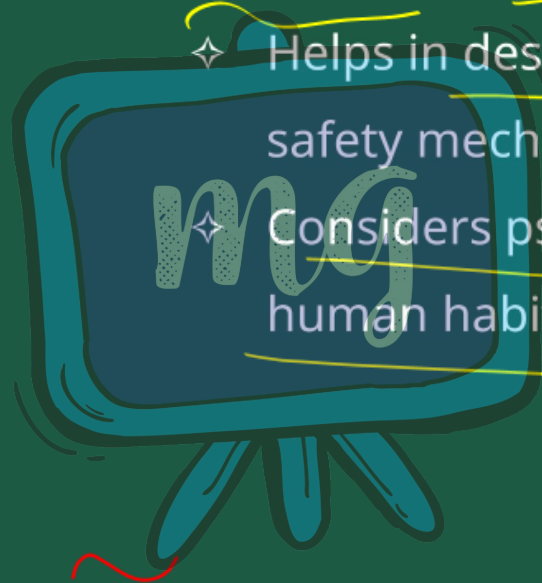 Helps in des
safety mech
mg
Considers ps
human habi